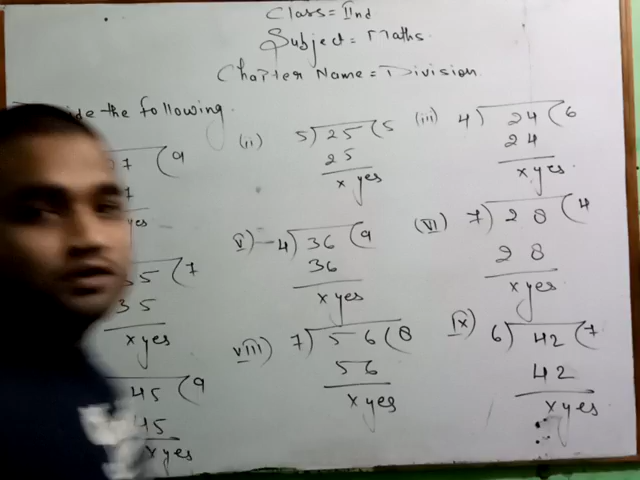 Class = IInd
Subject = Maths.
Chapter Name = Division
the following.
7 ( 9
7
yes
(ii) 5 ) 25 ( 5
25
x yes
(iii) 4 ) 24 ( 6
24
x yes
35 ( 7
35
x yes
V) 4 ) 36 ( 9
36
x yes
(VI) 7 ) 28 ( 4
28
x yes
45 ( 9
45
x yes
VIII) 7 ) 56 ( 8
56
x yes
IX) 6 ) 42 ( 7
42
x yes